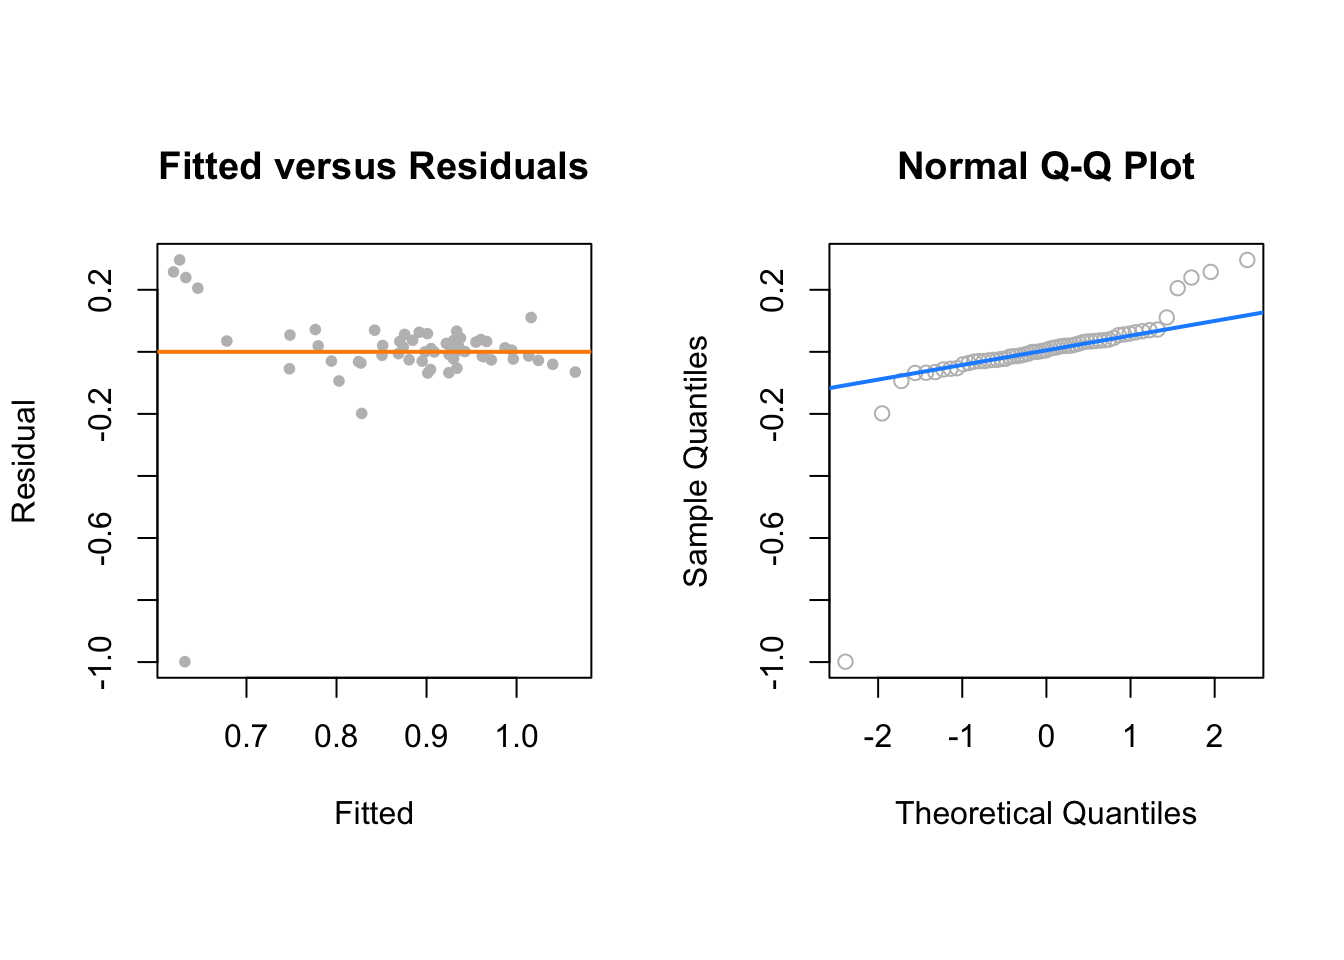 Fitted versus Residuals
Residual
0.2
-0.2
-0.6
-1.0
0.7 0.8 0.9 1.0
Fitted
Normal Q-Q Plot
Sample Quantiles
0.2
-0.2
-0.6
-1.0
-2 -1 0 1 2
Theoretical Quantiles